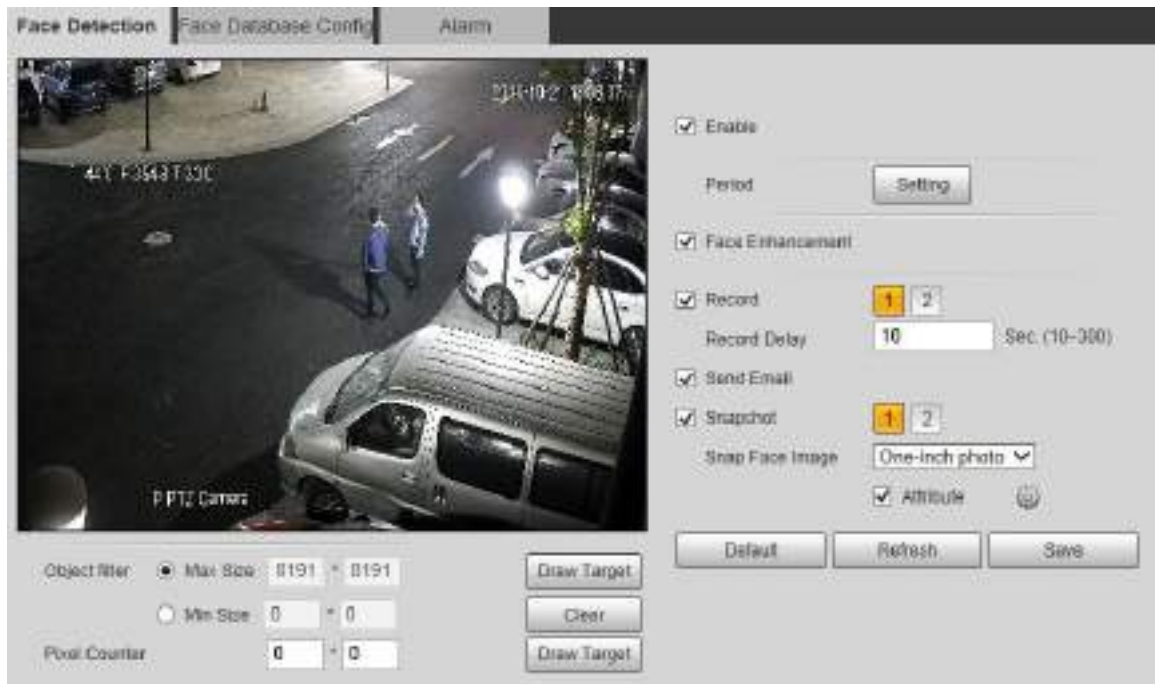 Face Detection Face Database Config Alarm
Enable
Period Setting
Face Enhancement
Record 1 2
Record Delay 10 Sec. (10~300)
Send Email
Snapshot 1 2
Snap Face Image One-inch photo
Attribute
Default Refresh Save
PTZ Camera
Object filter Max Size 8191 * 8191 Draw Target
Min Size 0 * 0 Clear
Pixel Counter 0 * 0 Draw Target